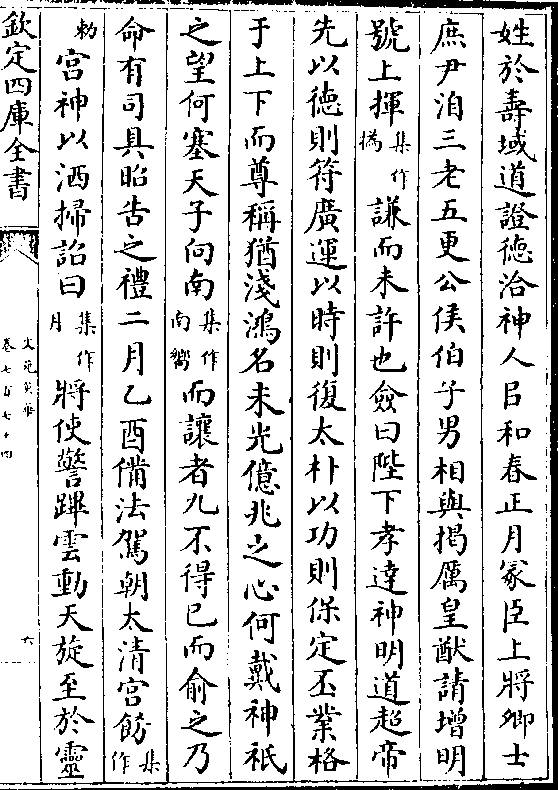 姓於壽域道證德洽神人呂和春正月冢臣上將卿士
庶尹洎三老五更公侯伯子男相與揭厲皇猷請增明
號上揮集作撝謙而未許也僉曰陛下孝達神明道超帝
先以德則符廣運以時則復太朴以功則保定丕業格
于上下而尊稱猶淺鴻名未光億兆之心何戴神祇
之望何塞天子向南集作南嚮而讓者九不得已而俞之乃
命有司具昭告之禮二月乙酉備法駕朝太清宮飭集作
勅宮神以洒掃詔曰集作月將使警蹕雲動天旋至於靈
文苑英華
卷七百七十四
六
欽定四庫全書